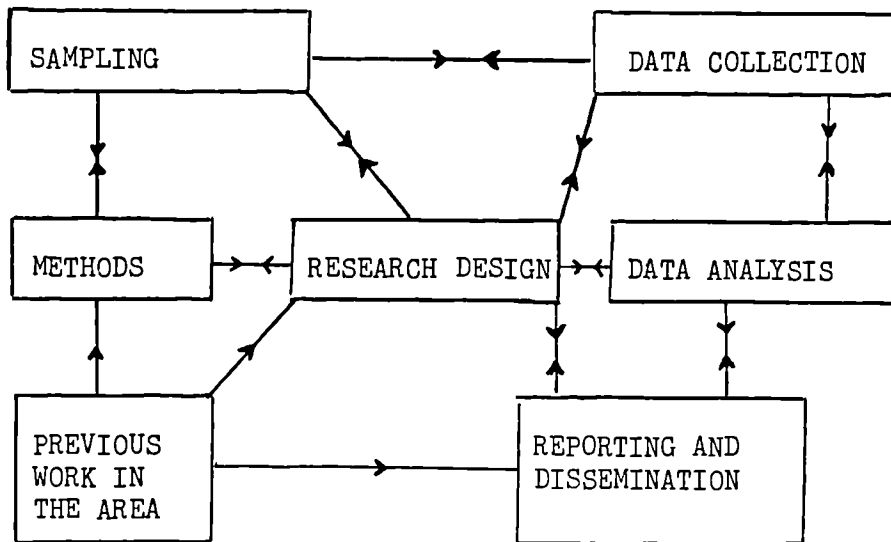 SAMPLING
DATA COLLECTION
METHODS
RESEARCH DESIGN
DATA ANALYSIS
PREVIOUS
WORK IN
THE AREA
REPORTING AND
DISSEMINATION